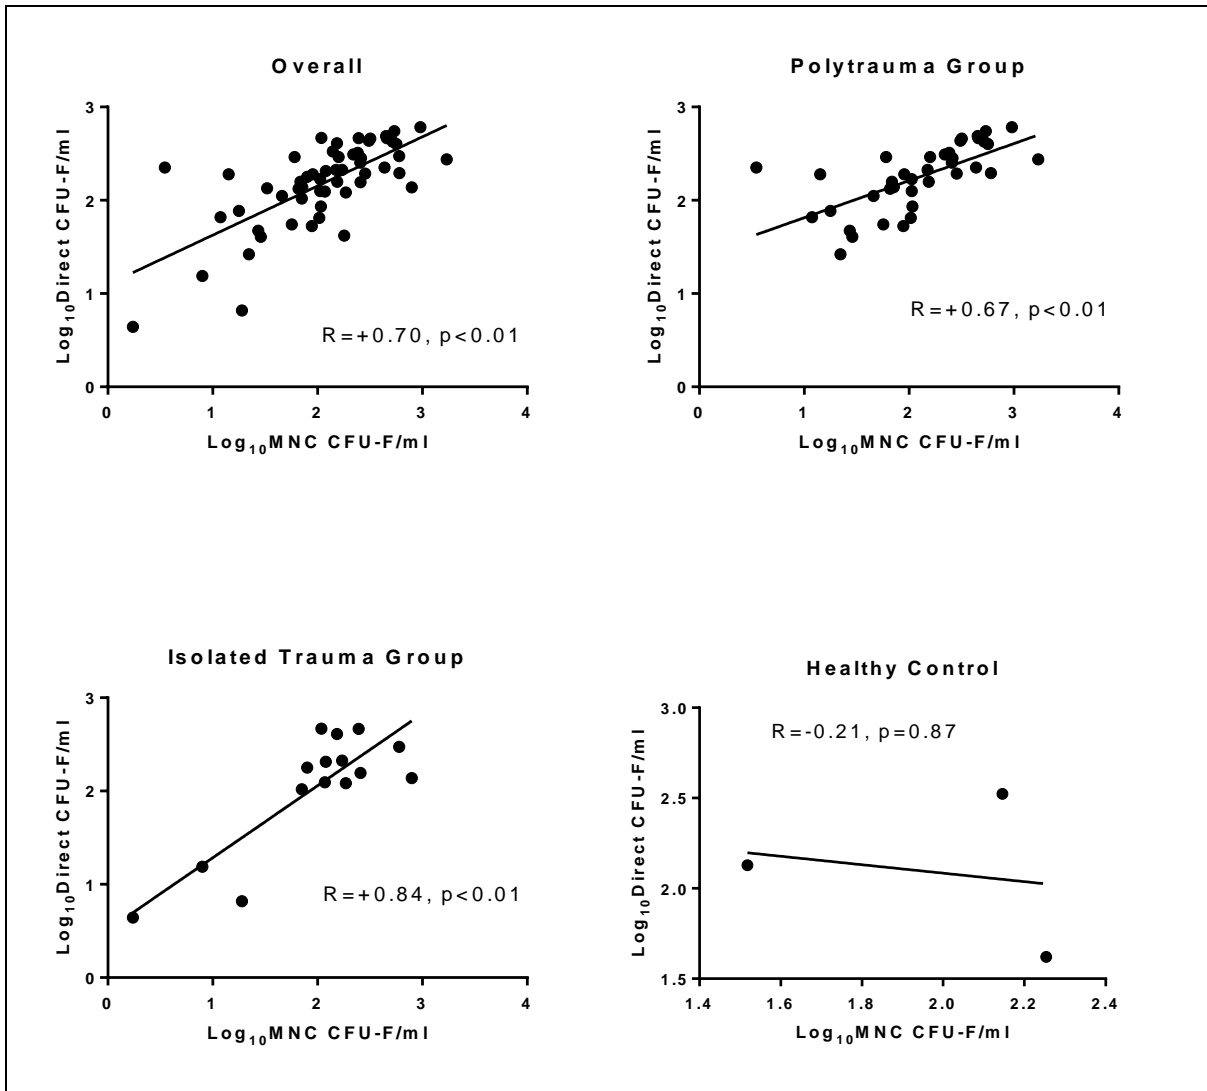 Overall
Log10Direct CFU-F/ml
3
2
1
0
R=+0.70, p<0.01
0 1 2 3 4
Log10MNC CFU-F/ml
Polytrauma Group
Log10Direct CFU-F/ml
3
2
1
0
R=+0.67, p<0.01
0 1 2 3 4
Log10MNC CFU-F/ml
Isolated Trauma Group
Log10Direct CFU-F/ml
3
2
1
0
R=+0.84, p<0.01
0 1 2 3 4
Log10MNC CFU-F/ml
Healthy Control
Log10Direct CFU-F/ml
3.0
R=-0.21, p=0.87
2.5
2.0
1.5
1.4 1.6 1.8 2.0 2.2 2.4
Log10MNC CFU-F/ml